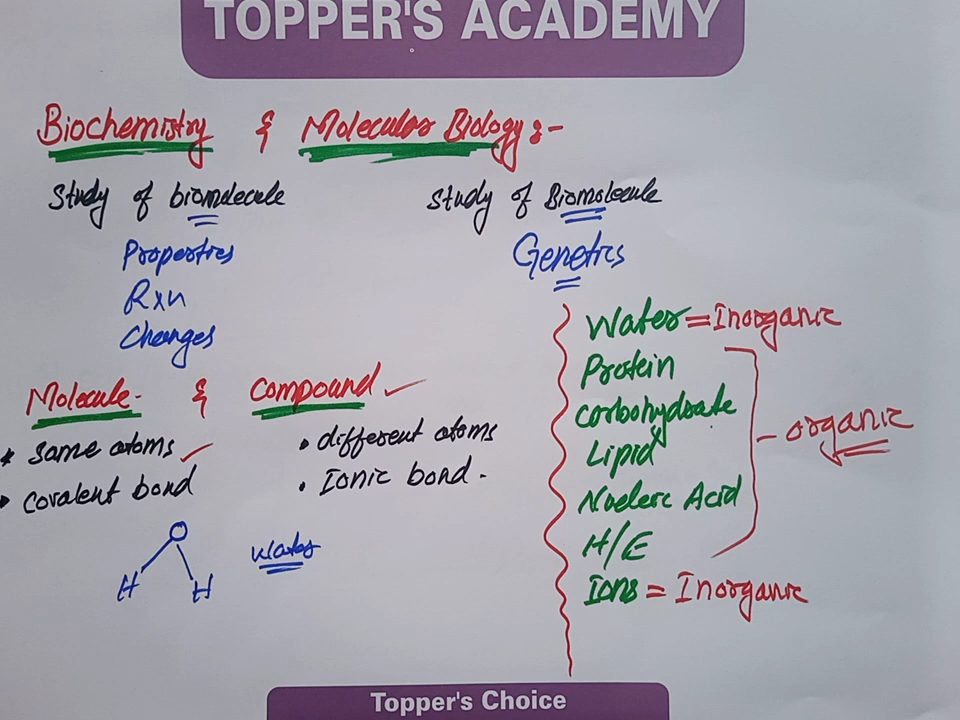 TOPPER'S ACADEMY
Biochemistry & Molecular Biology :-
Study of biomolecule
Properties
Rxn
Changes
Study of Biomolecule
Genetics
Molecule & Compound
• same atoms
• covalent bond
• different atoms
• Ionic bond.
O
H H
Water
Water = Inorganic
Protein
Carbohydrate
Lipid
Nucleic Acid
H/E
organic
Ions = Inorganic
Topper's Choice